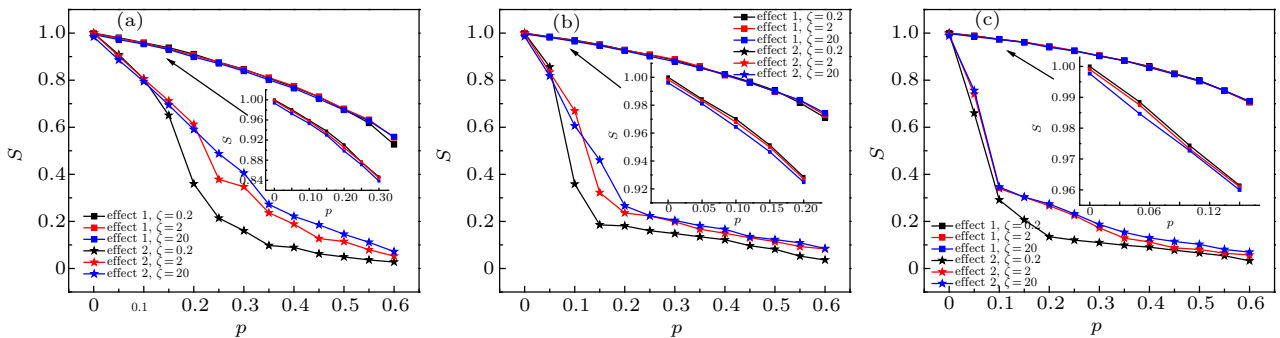 (a)
1.0
0.8
0.6
0.4
0.2
0
S
effect 1, ζ=0.2
effect 1, ζ=2
effect 1, ζ=20
effect 2, ζ=0.2
effect 2, ζ=2
effect 2, ζ=20
1.00
0.96
0.92
0.88
0.84
S
0 0.10 0.20 0.30
p
0 0.1 0.2 0.3 0.4 0.5 0.6
p
(b)
1.0
0.8
0.6
0.4
0.2
0
S
effect 1, ζ=0.2
effect 1, ζ=2
effect 1, ζ=20
effect 2, ζ=0.2
effect 2, ζ=2
effect 2, ζ=20
1.00
0.98
0.96
0.94
0.92
S
0 0.05 0.10 0.15 0.20
p
0 0.1 0.2 0.3 0.4 0.5 0.6
p
(c)
1.0
0.8
0.6
0.4
0.2
0
S
1.00
0.99
0.98
0.97
0.96
S
0 0.06 0.12
p
effect 1, ζ=0.2
effect 1, ζ=2
effect 1, ζ=20
effect 2, ζ=0.2
effect 2, ζ=2
effect 2, ζ=20
0 0.1 0.2 0.3 0.4 0.5 0.6
p